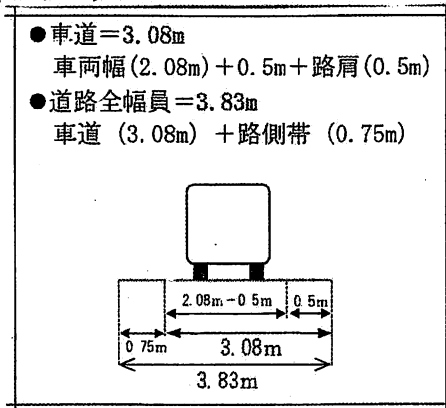 ●車道＝3.08m
車両幅(2.08m)＋0.5m＋路肩(0.5m)
●道路全幅員＝3.83m
車道 (3.08m) ＋路側帯 (0.75m)
2.08m－0.5m 0.5m
0 75m 3.08m
3.83m